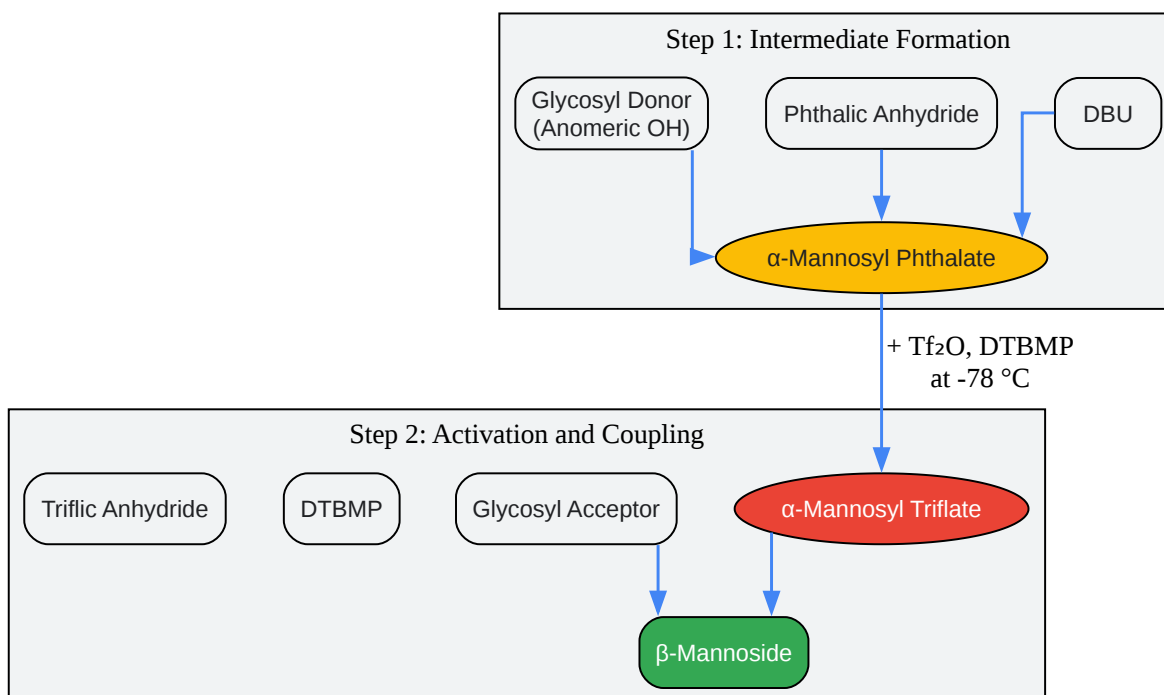 Step 1: Intermediate Formation
Glycosyl Donor
(Anomeric OH)
Phthalic Anhydride
DBU
α-Mannosyl Phthalate
+ Tf₂O, DTBMP
at -78 °C
Step 2: Activation and Coupling
Triflic Anhydride
DTBMP
Glycosyl Acceptor
α-Mannosyl Triflate
β-Mannoside